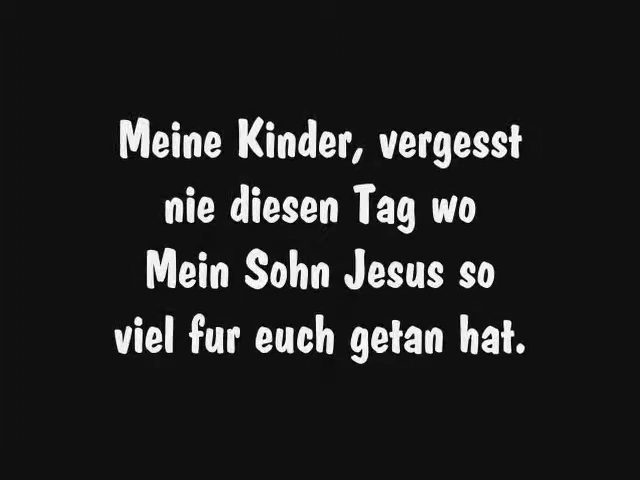 Meine Kinder, vergesst
nie diesen Tag wo
Mein Sohn Jesus so
viel fur euch getan hat.